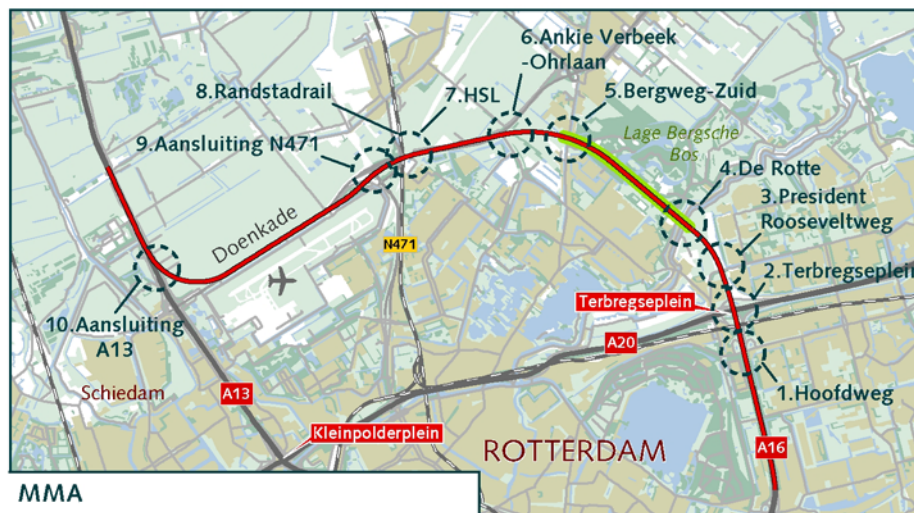 6.Ankie Verbeek
-Ohrlaan
8.Randstadrail
7.HSL
5.Bergweg-Zuid
9.Aansluiting N471
Lage Bergsche
Bos
4.De Rotte
3.President
Rooseveltweg
Doenkade
N471
2.Terbregseplein
Terbregseplein
10.Aansluiting
A13
A20
Schiedam
A13
1.Hoofdweg
Kleinpolderplein
ROTTERDAM
A16
MMA